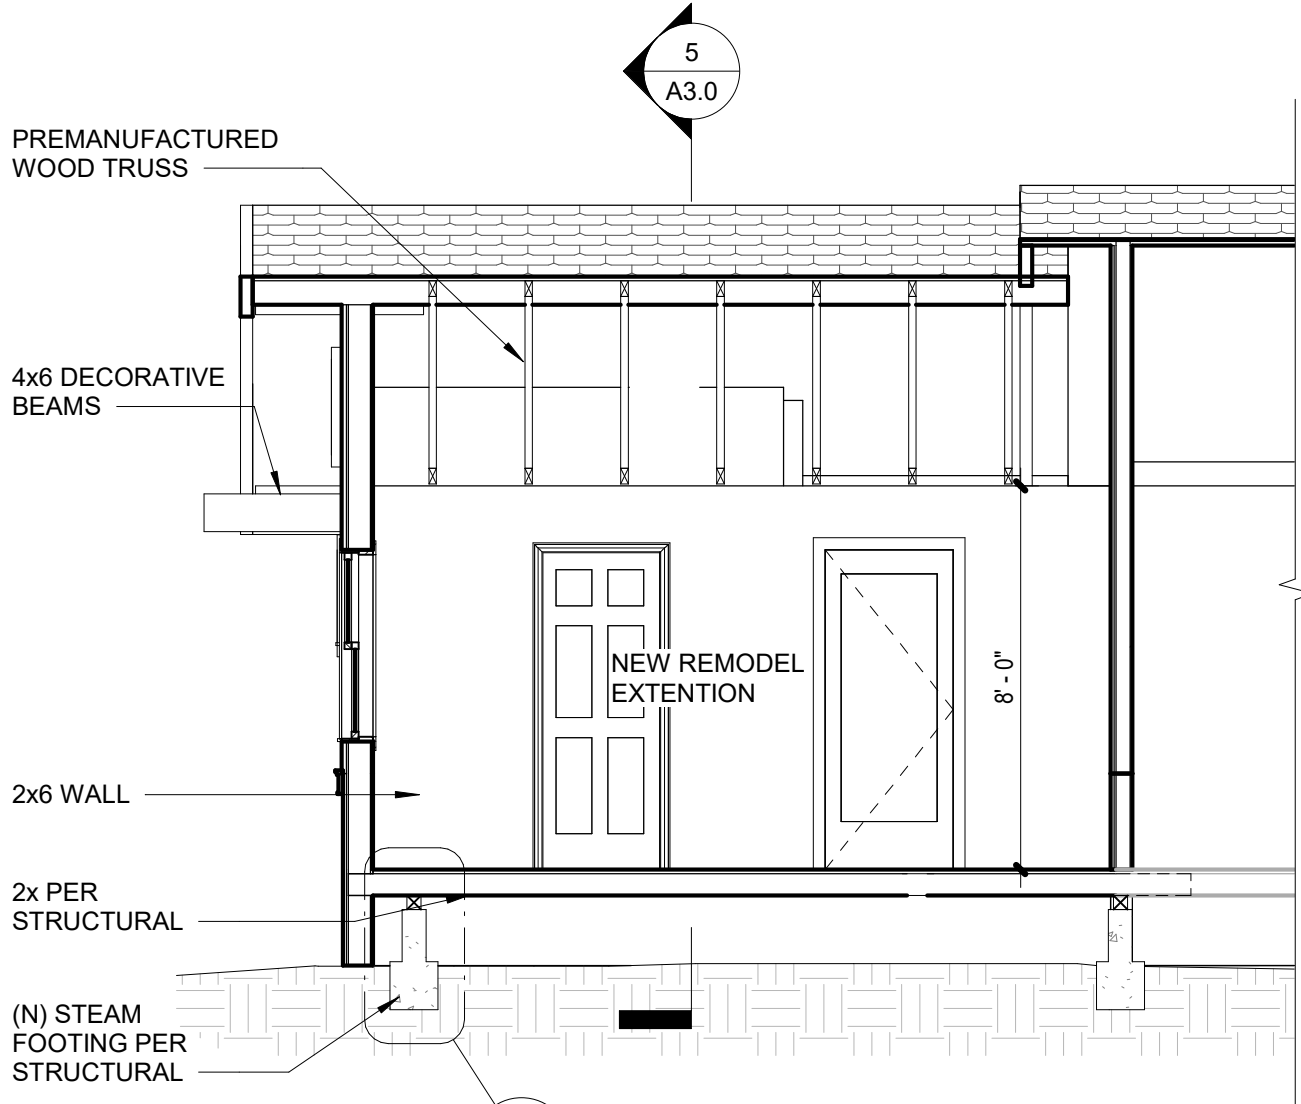 5
A3.0
PREMANUFACTURED
WOOD TRUSS
4x6 DECORATIVE
BEAMS
NEW REMODEL
EXTENTION
8' - 0"
2x6 WALL
2x PER
STRUCTURAL
(N) STEAM
FOOTING PER
STRUCTURAL